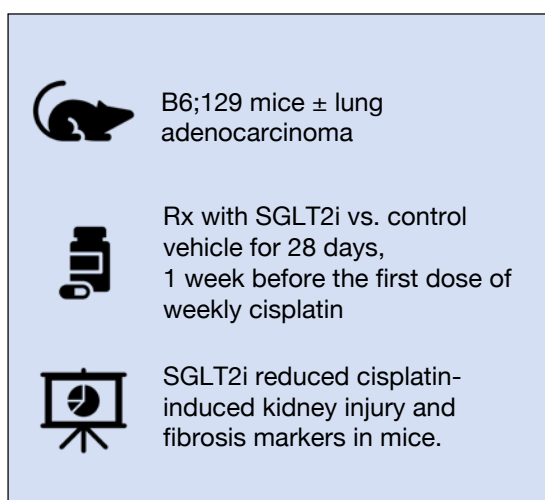 B6;129 mice ± lung
adenocarcinoma
Rx with SGLT2i vs. control
vehicle for 28 days,
1 week before the first dose of
weekly cisplatin
SGLT2i reduced cisplatin-
induced kidney injury and
fibrosis markers in mice.